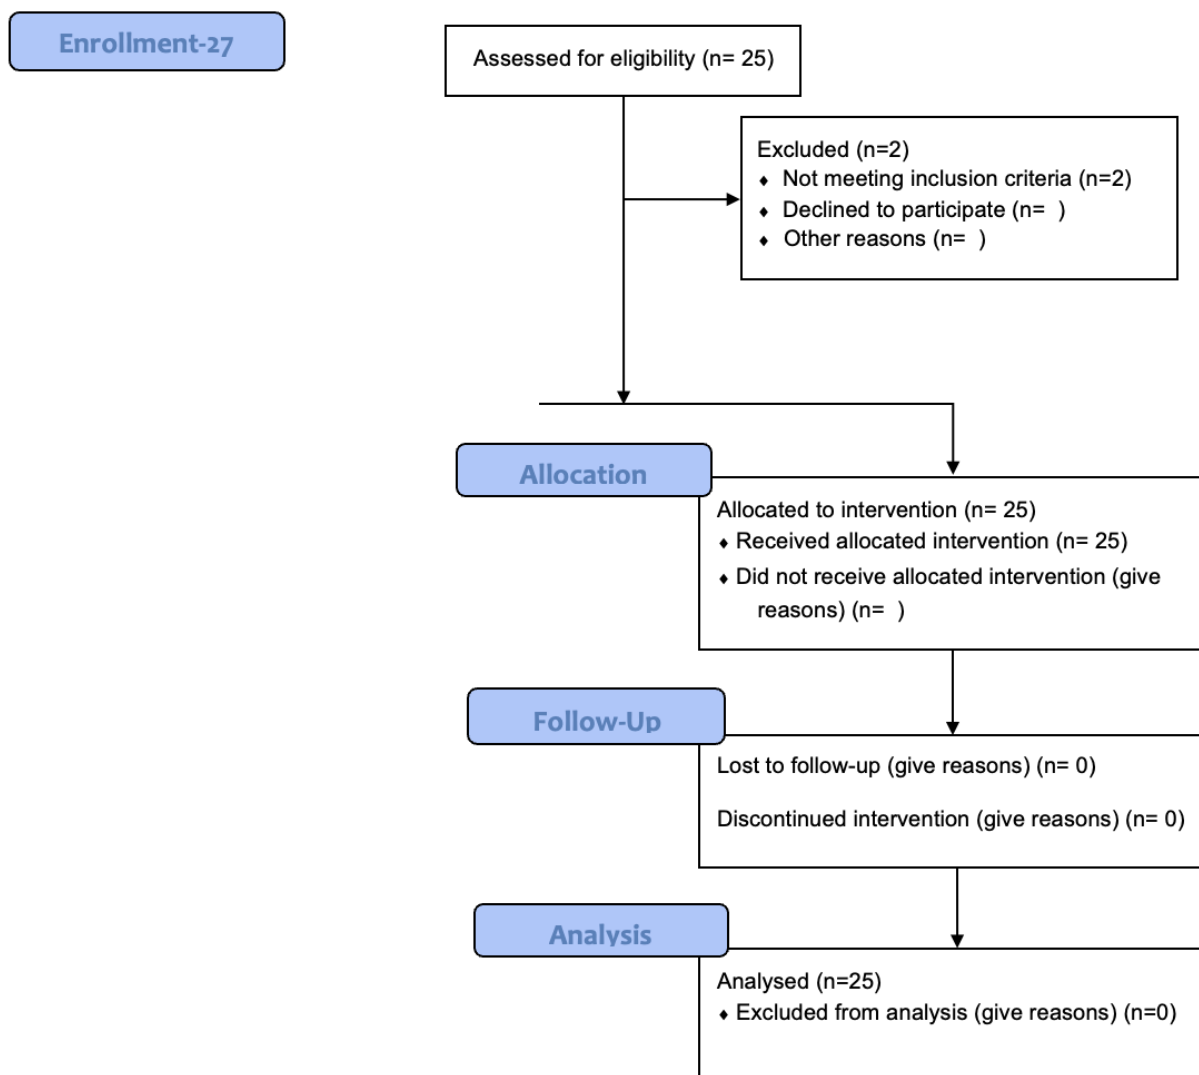 Enrollment-27
Assessed for eligibility (n= 25)
Excluded (n=2)
♦ Not meeting inclusion criteria (n=2)
♦ Declined to participate (n=  )
♦ Other reasons (n=  )
Allocation
Allocated to intervention (n= 25)
♦ Received allocated intervention (n= 25)
♦ Did not receive allocated intervention (give
reasons) (n=  )
Follow-Up
Lost to follow-up (give reasons) (n= 0)
Discontinued intervention (give reasons) (n= 0)
Analysis
Analysed (n=25)
♦ Excluded from analysis (give reasons) (n=0)